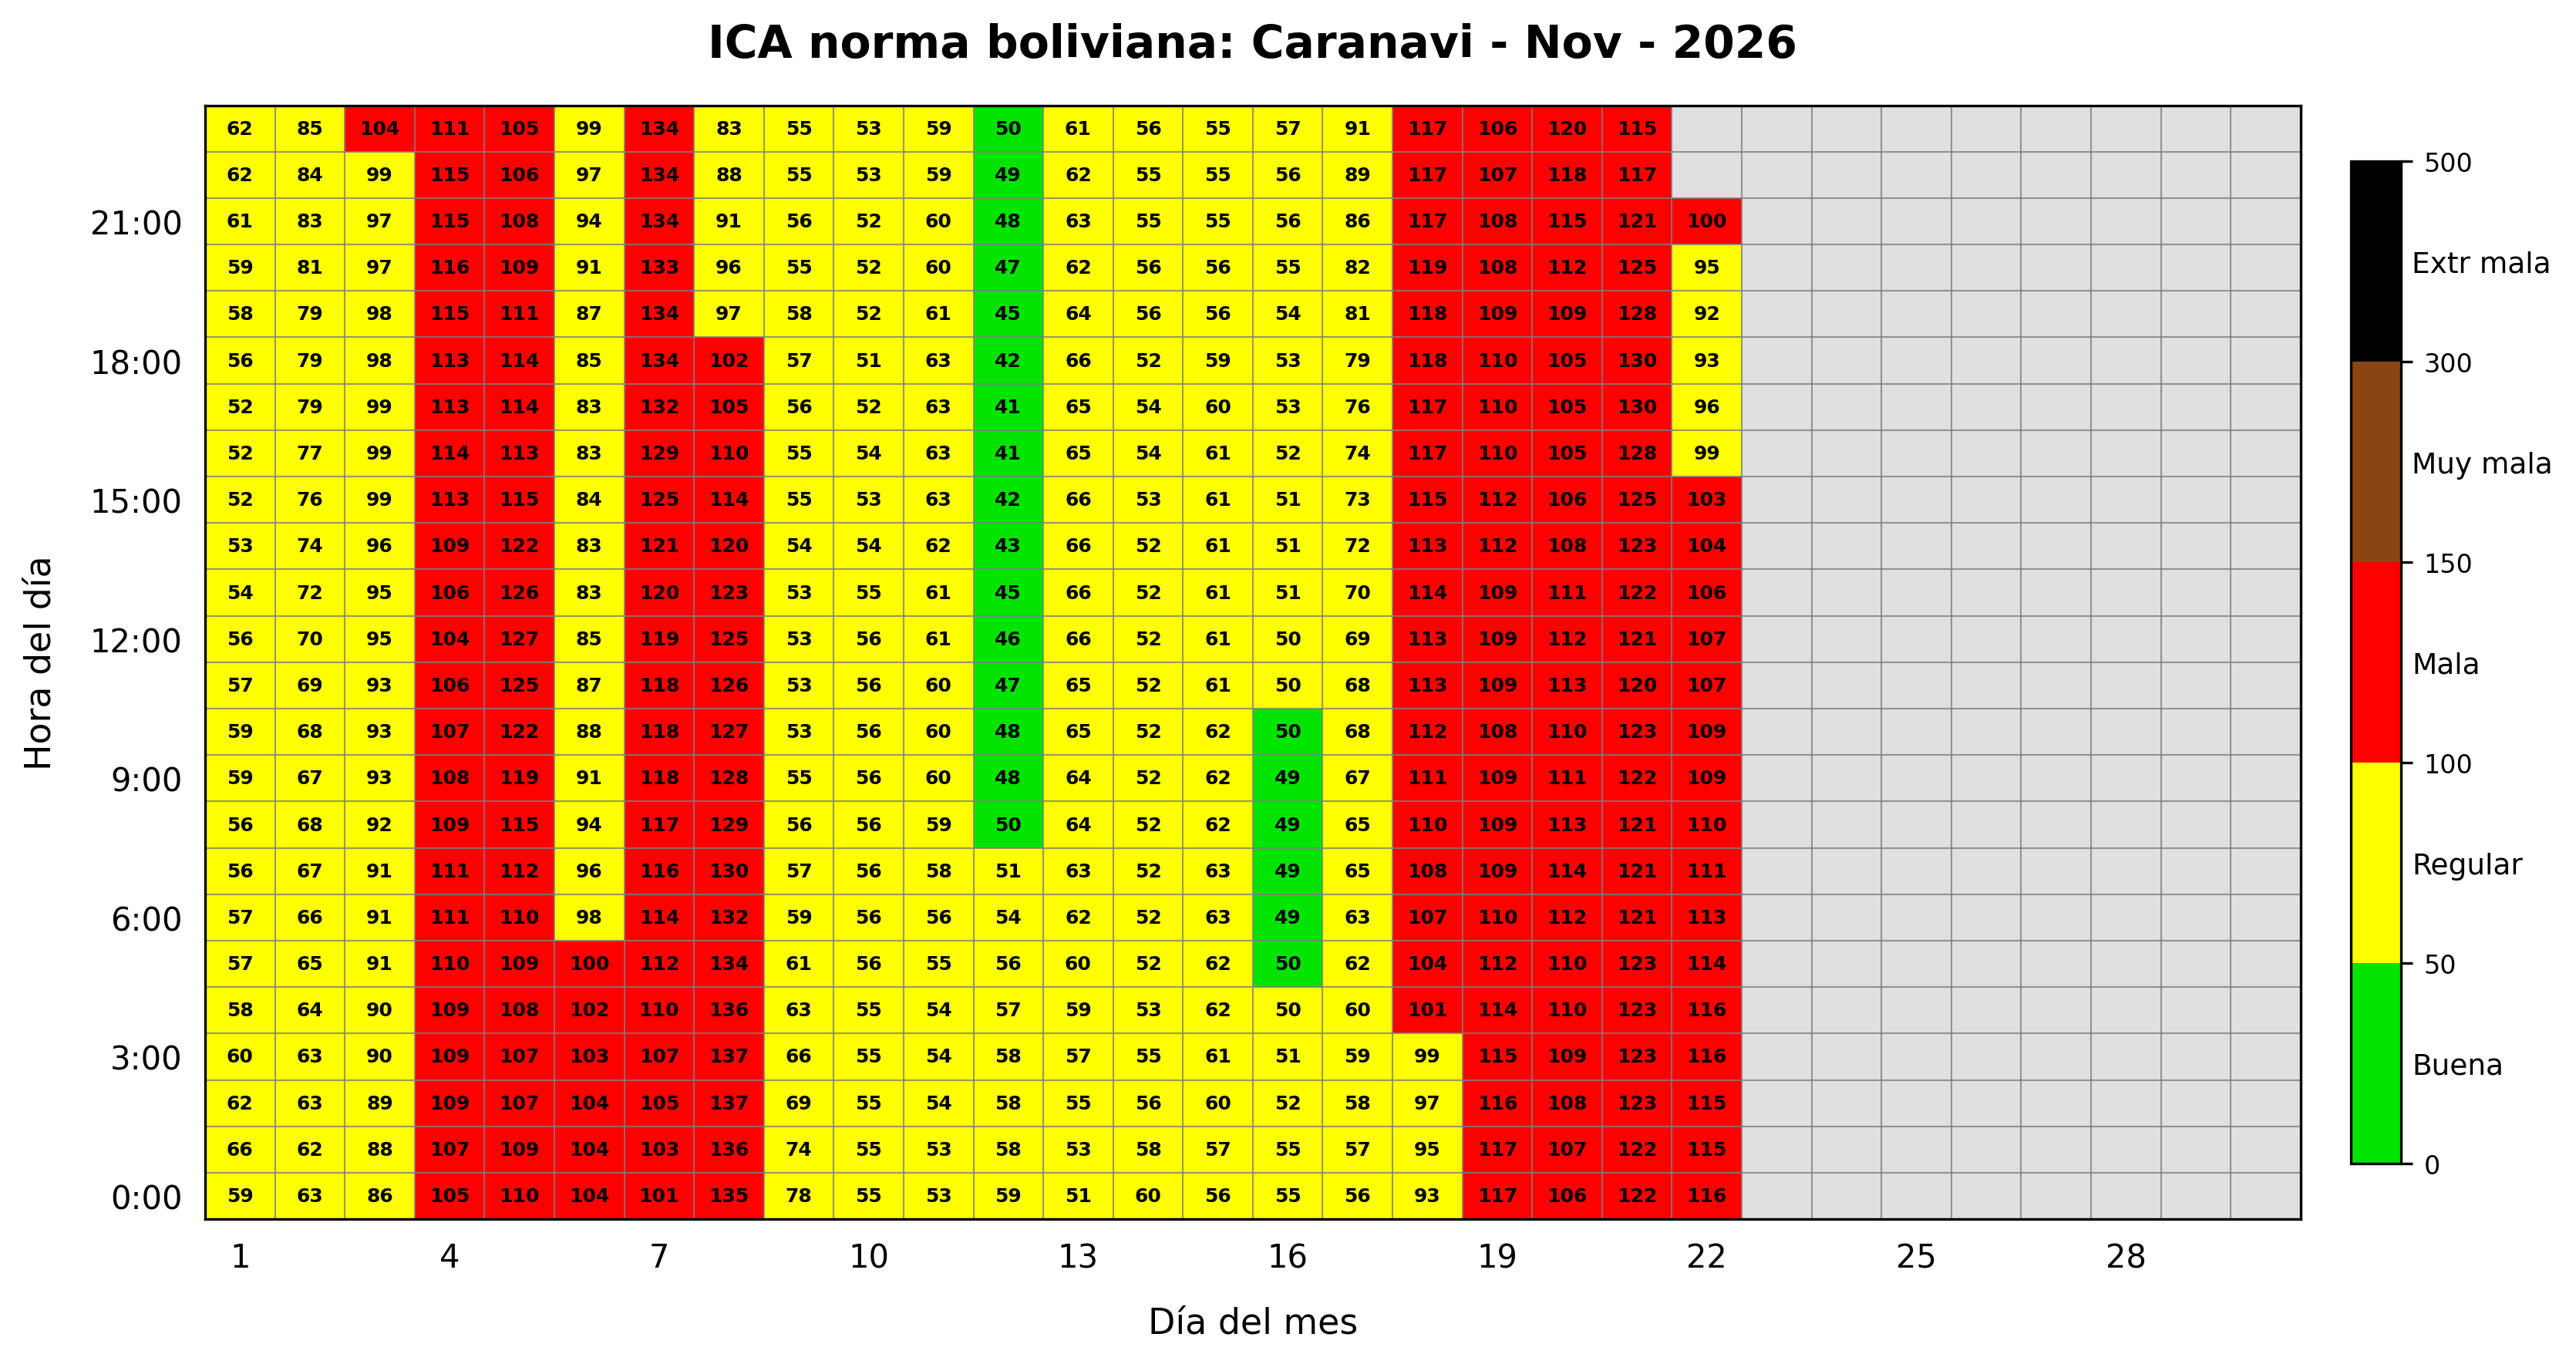 ICA norma boliviana: Caranavi - Nov - 2026
62 85 104 111 105 99 134 83 55 53 59 50 61 56 55 57 91 117 106 120 115
62 84 99 115 106 97 134 88 55 53 59 49 62 55 55 56 89 117 107 118 117
21:00 61 83 97 115 108 94 134 91 56 52 60 48 63 55 55 56 86 117 108 115 121 100
59 81 97 116 109 91 133 96 55 52 60 47 62 56 56 55 82 119 108 112 125 95
58 79 98 115 111 87 134 97 58 52 61 45 64 56 56 54 81 118 109 109 128 92
18:00 56 79 98 113 114 85 134 102 57 51 63 42 66 52 59 53 79 118 110 105 130 93
52 79 99 113 114 83 132 105 56 52 63 41 65 54 60 53 76 117 110 105 130 96
52 77 99 114 113 83 129 110 55 54 63 41 65 54 61 52 74 117 110 105 128 99
15:00 52 76 99 113 115 84 125 114 55 53 63 42 66 53 61 51 73 115 112 106 125 103
53 74 96 109 122 83 121 120 54 54 62 43 66 52 61 51 72 113 112 108 123 104
54 72 95 106 126 83 120 123 53 55 61 45 66 52 61 51 70 114 109 111 122 106
12:00 56 70 95 104 127 85 119 125 53 56 61 46 66 52 61 50 69 113 109 112 121 107
57 69 93 106 125 87 118 126 53 56 60 47 65 52 61 50 68 113 109 113 120 107
59 68 93 107 122 88 118 127 53 56 60 48 65 52 62 50 68 112 108 110 123 109
9:00 59 67 93 108 119 91 118 128 55 56 60 48 64 52 62 49 67 111 109 111 122 109
56 68 92 109 115 94 117 129 56 56 59 50 64 52 62 49 65 110 109 113 121 110
56 67 91 111 112 96 116 130 57 56 58 51 63 52 63 49 65 108 109 114 121 111
6:00 57 66 91 111 110 98 114 132 59 56 56 54 62 52 63 49 63 107 110 112 121 113
57 65 91 110 109 100 112 134 61 56 55 56 60 52 62 50 62 104 112 110 123 114
58 64 90 109 108 102 110 136 63 55 54 57 59 53 62 50 60 101 114 110 123 116
3:00 60 63 90 109 107 103 107 137 66 55 54 58 57 55 61 51 59 99 115 109 123 116
62 63 89 109 107 104 105 137 69 55 54 58 55 56 60 52 58 97 116 108 123 115
66 62 88 107 109 104 103 136 74 55 53 58 53 58 57 55 57 95 117 107 122 115
0:00 59 63 86 105 110 104 101 135 78 55 53 59 51 60 56 55 56 93 117 106 122 116
1 4 7 10 13 16 19 22 25 28
Hora del día
Día del mes
500
Extr mala
300
Muy mala
150
Mala
100
Regular
50
Buena
0